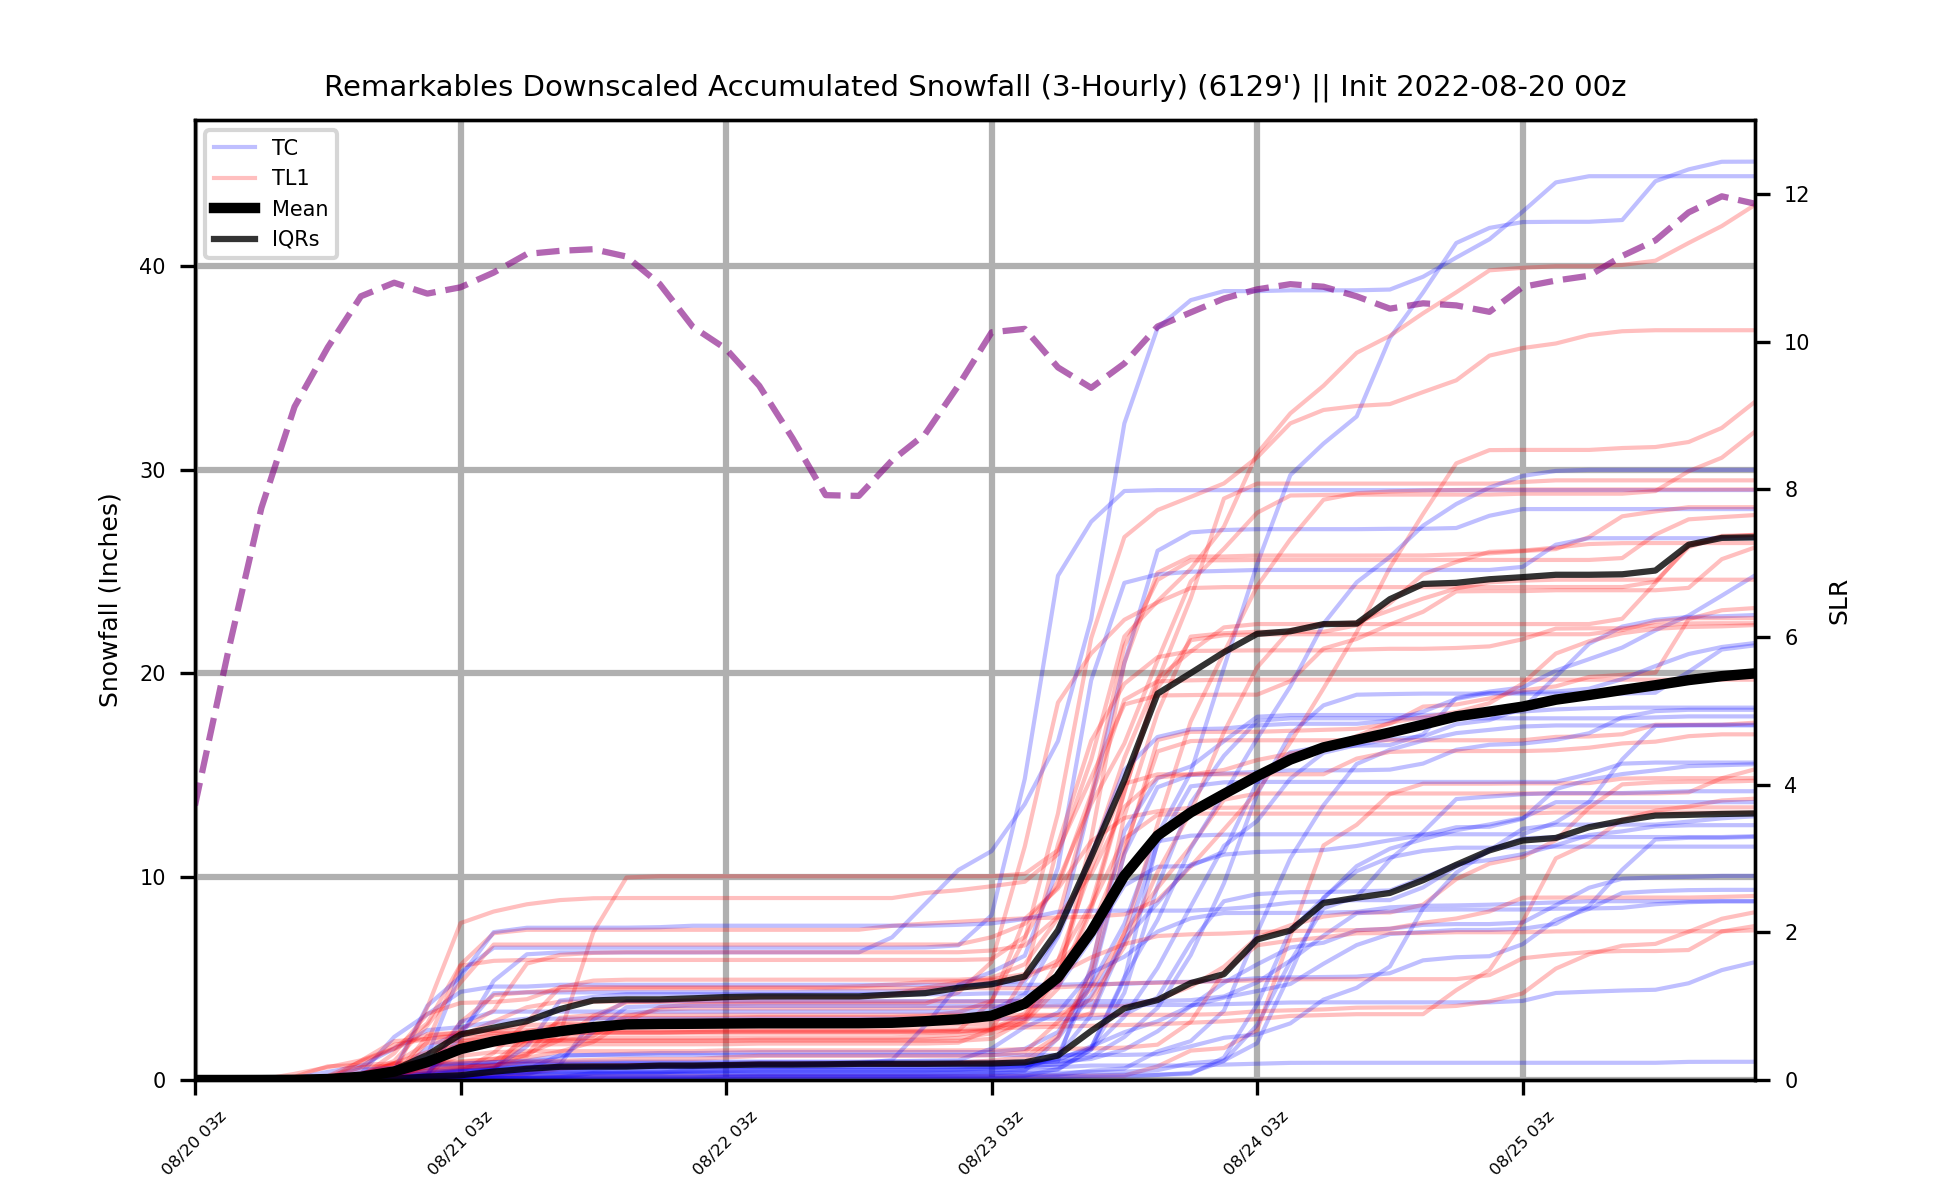 Remarkables Downscaled Accumulated Snowfall (3-Hourly) (6129') || Init 2022-08-20 00z
TC
TL1
Mean
IQRs
40
30
20
10
0
Snowfall (Inches)
12
10
8
6
4
2
0
SLR
08/20 03z
08/21 03z
08/22 03z
08/23 03z
08/24 03z
08/25 03z